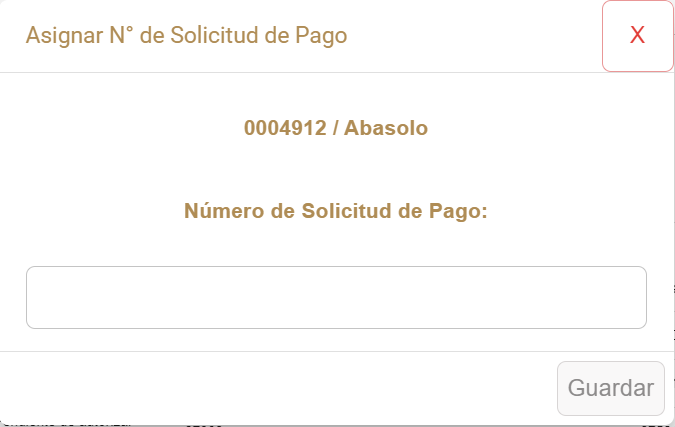 Asignar N° de Solicitud de Pago
X
0004912 / Abasolo
Número de Solicitud de Pago:
Guardar